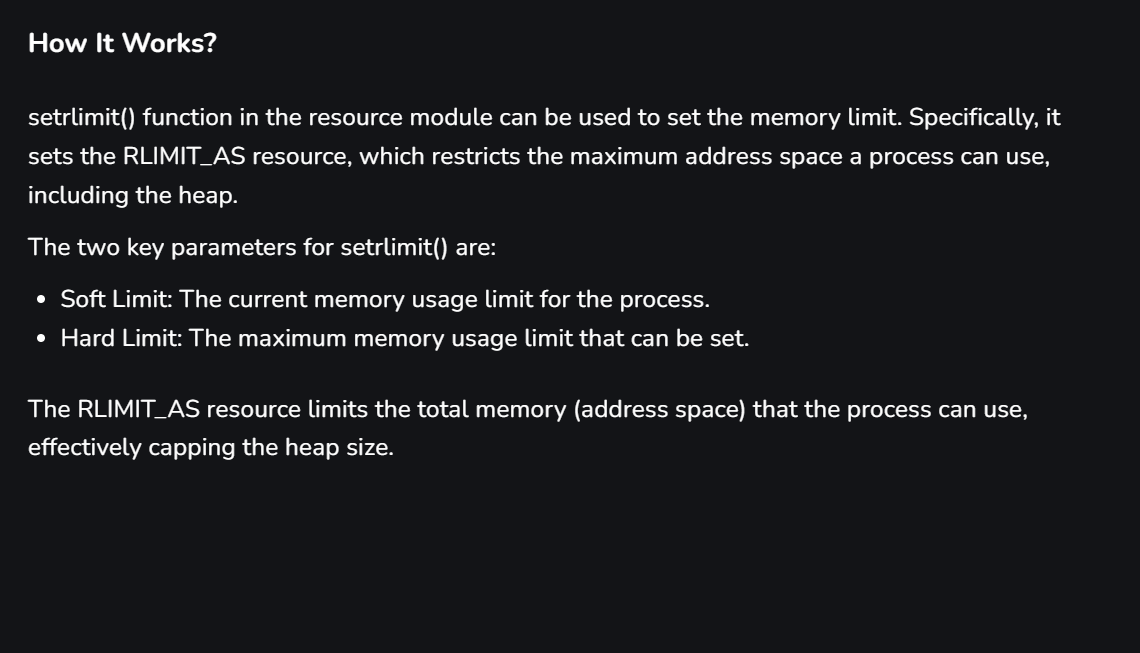 How It Works?
setrlimit() function in the resource module can be used to set the memory limit. Specifically, it
sets the RLIMIT_AS resource, which restricts the maximum address space a process can use,
including the heap.
The two key parameters for setrlimit() are:
• Soft Limit: The current memory usage limit for the process.
• Hard Limit: The maximum memory usage limit that can be set.
The RLIMIT_AS resource limits the total memory (address space) that the process can use,
effectively capping the heap size.